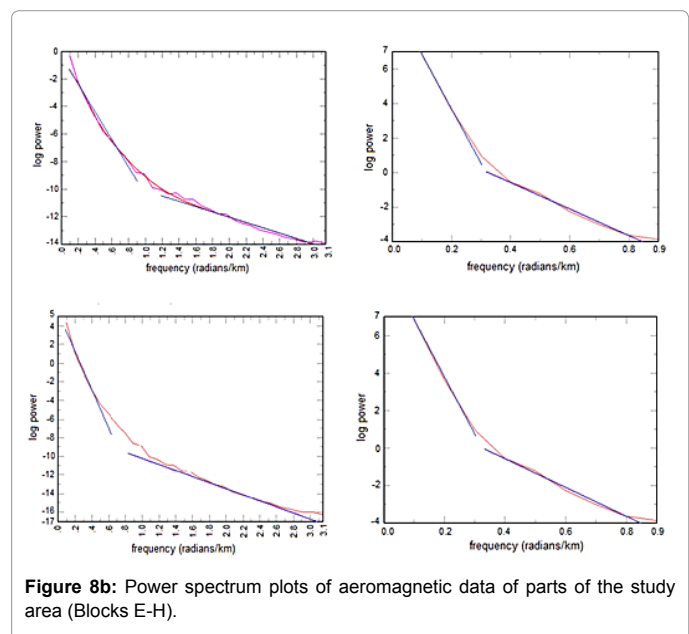 0
-2
-4
-6
-8
-10
-12
-14
log power
.0 .2 .4 .6 .8 1.0 1.2 1.4 1.6 1.8 2.0 2.2 2.4 2.6 2.8 3.0 3.1
frequency (radians/km)
7
6
4
2
0
-2
-4
log power
0.0 0.2 0.4 0.6 0.8 0.9
frequency (radians/km)
5
4
2
0
-2
-4
-6
-8
-10
-12
-14
-16
-17
log power
.0 .2 .4 .6 .8 1.0 1.2 1.4 1.6 1.8 2.0 2.2 2.4 2.6 2.8 3.0 3.1
frequency (radians/km)
7
6
4
2
0
-2
-4
log power
0.0 0.2 0.4 0.6 0.8 0.9
frequency (radians/km)
Figure 8b: Power spectrum plots of aeromagnetic data of parts of the study
area (Blocks E-H).